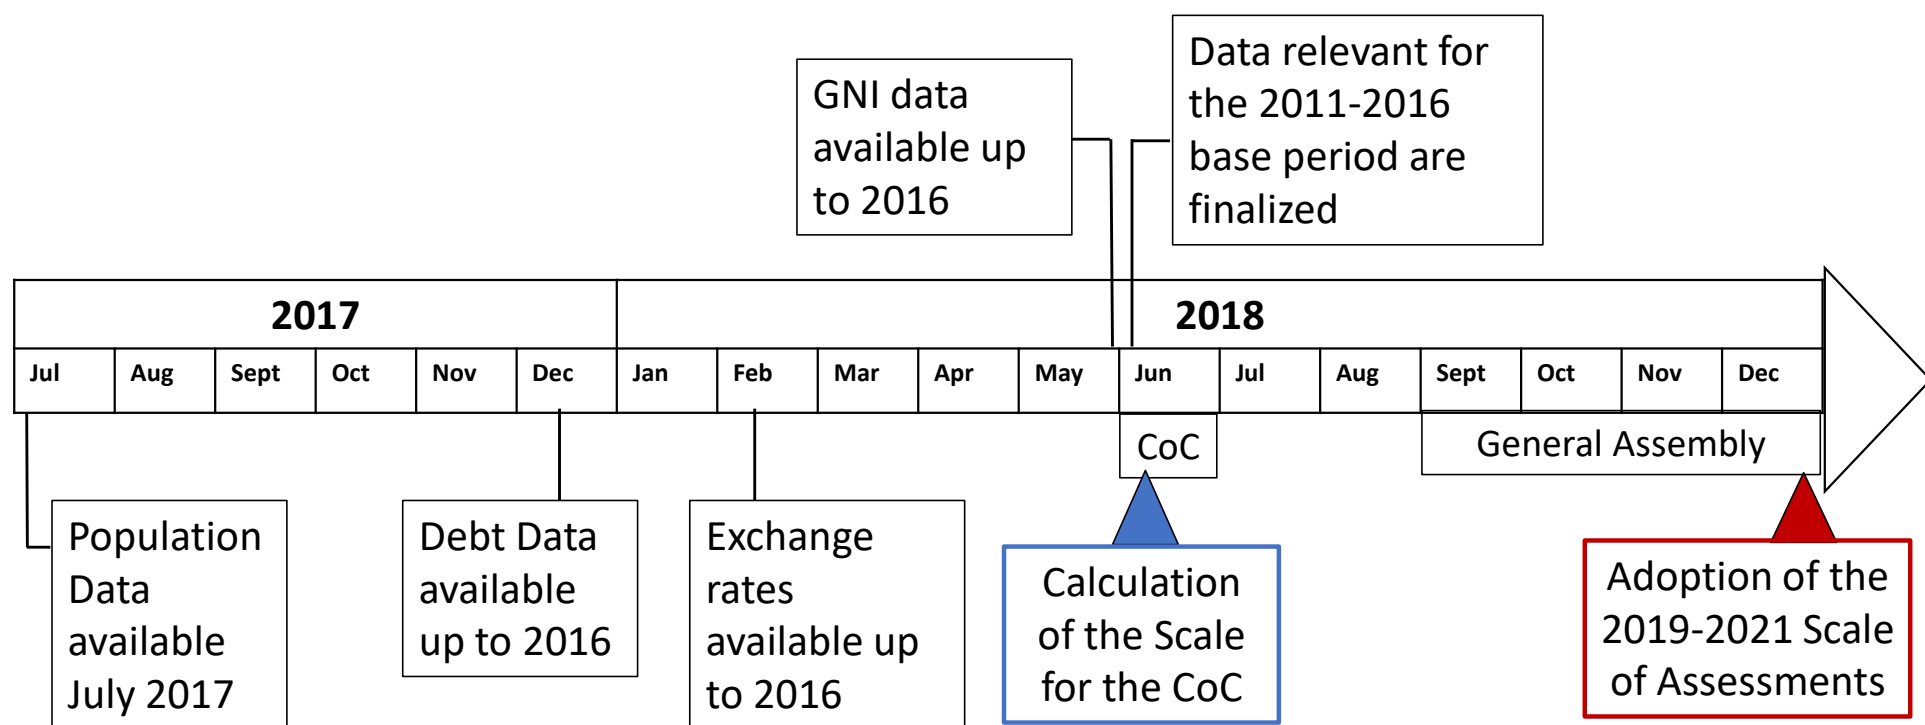 GNI data
available up
to 2016
Data relevant for
the 2011-2016
base period are
finalized
2017
2018
Jul Aug Sept Oct Nov Dec Jan Feb Mar Apr May Jun Jul Aug Sept Oct Nov Dec
CoC
General Assembly
Population
Data
available
July 2017
Debt Data
available
up to 2016
Exchange
rates
available up
to 2016
Calculation
of the Scale
for the CoC
Adoption of the
2019-2021 Scale
of Assessments